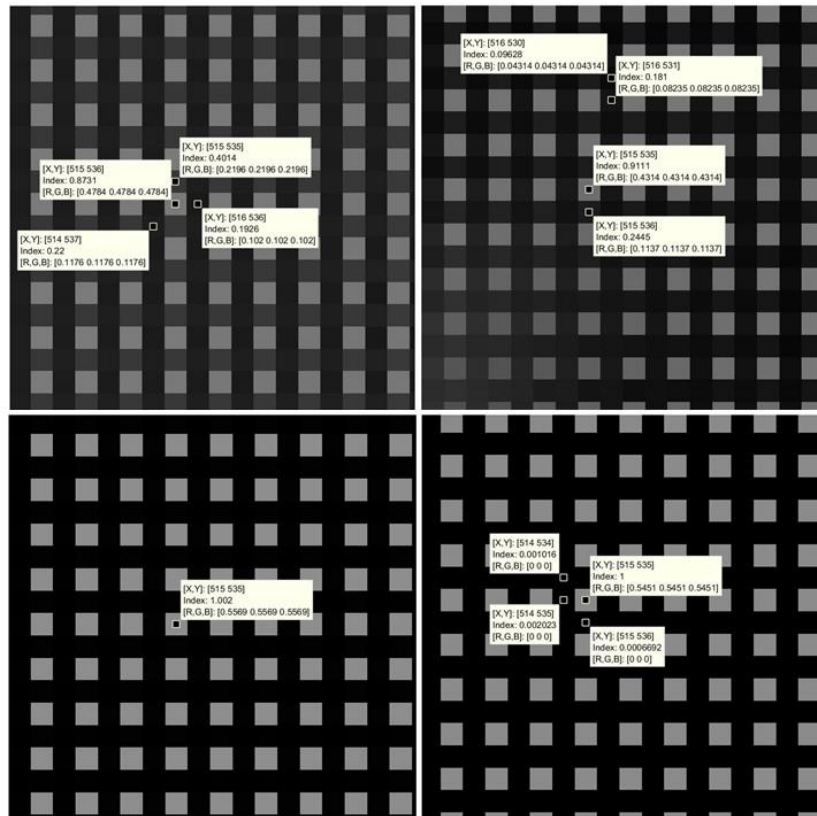 [X,Y]: [515 535]
Index: 0.4014
[R,G,B]: [0.2196 0.2196 0.2196]
[X,Y]: [515 536]
Index: 0.8731
[R,G,B]: [0.4784 0.4784 0.4784]
[X,Y]: [516 536]
Index: 0.1926
[R,G,B]: [0.102 0.102 0.102]
[X,Y]: [514 537]
Index: 0.22
[R,G,B]: [0.1176 0.1176 0.1176]
[X,Y]: [516 530]
Index: 0.09628
[R,G,B]: [0.04314 0.04314 0.04314]
[X,Y]: [516 531]
Index: 0.181
[R,G,B]: [0.08235 0.08235 0.08235]
[X,Y]: [515 535]
Index: 0.9111
[R,G,B]: [0.4314 0.4314 0.4314]
[X,Y]: [515 536]
Index: 0.2445
[R,G,B]: [0.1137 0.1137 0.1137]
[X,Y]: [515 535]
Index: 1.002
[R,G,B]: [0.5569 0.5569 0.5569]
[X,Y]: [514 534]
Index: 0.001016
[R,G,B]: [0 0 0]
[X,Y]: [515 535]
Index: 1
[R,G,B]: [0.5451 0.5451 0.5451]
[X,Y]: [514 535]
Index: 0.002023
[R,G,B]: [0 0 0]
[X,Y]: [515 536]
Index: 0.0006692
[R,G,B]: [0 0 0]